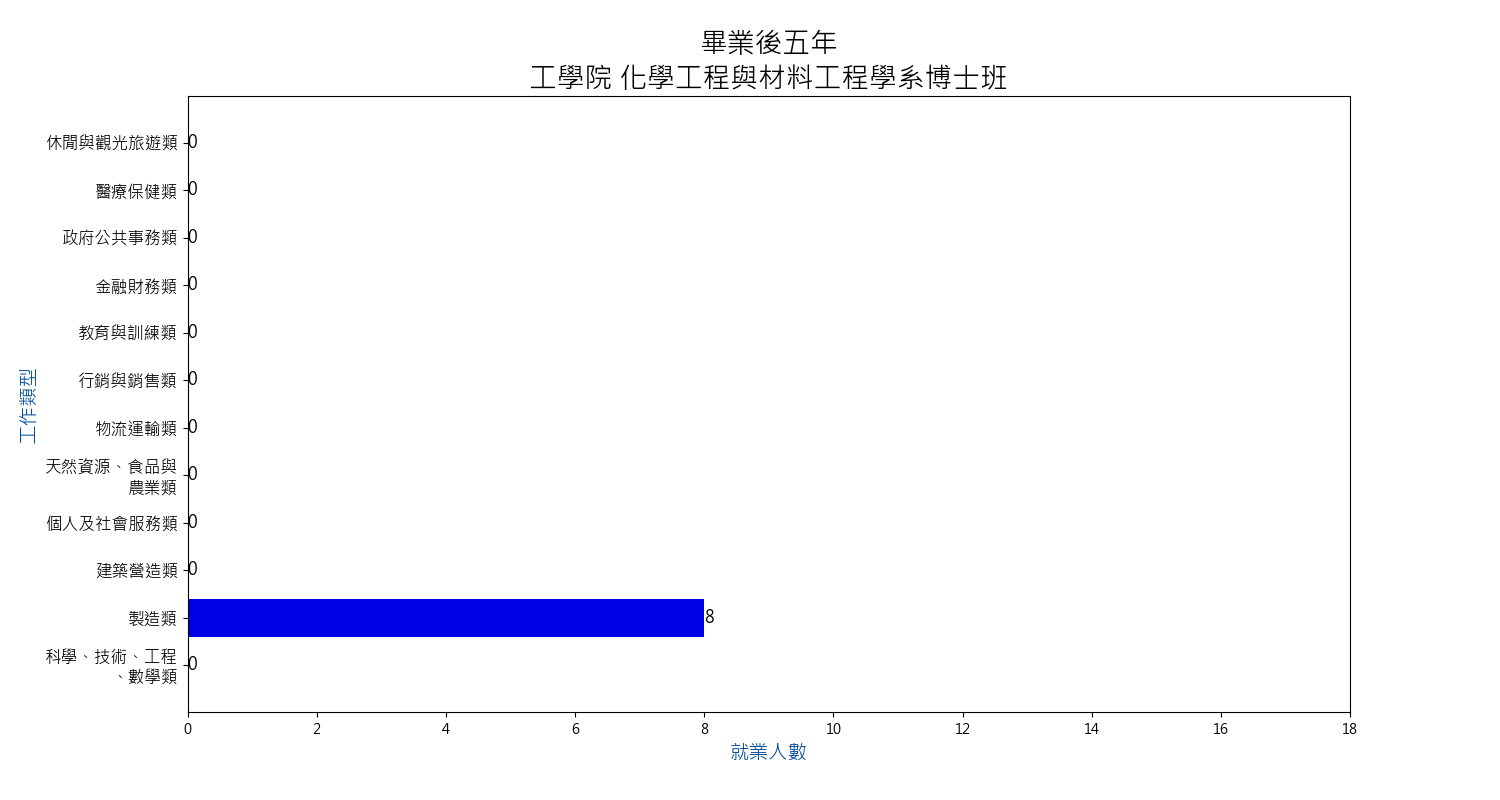 畢業後五年
工學院 化學工程與材料工程學系博士班
工作類型
休閒與觀光旅遊類 0
醫療保健類 0
政府公共事務類 0
金融財務類 0
教育與訓練類 0
行銷與銷售類 0
物流運輸類 0
天然資源、食品與
農業類 0
個人及社會服務類 0
建築營造類 0
製造類 8
科學、技術、工程
、數學類 0
0 2 4 6 8 10 12 14 16 18
就業人數